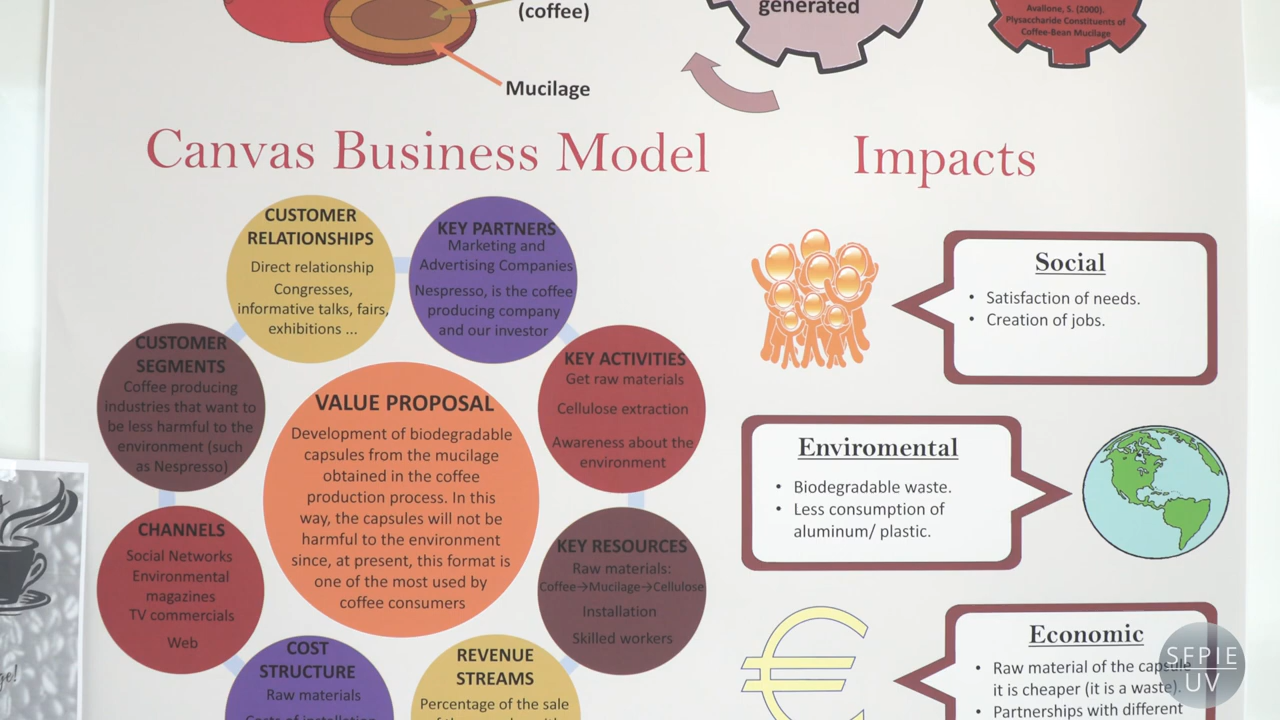 (coffee)
Mucilage
generated
Avallone, S. (2000).
Plysaccharide Constituents of
Coffee-Bean Mucilage
Canvas Business Model
Impacts
CUSTOMER
RELATIONSHIPS
Direct relationship
Congresses,
informative talks, fairs,
exhibitions ...
KEY PARTNERS
Marketing and
Advertising Companies
Nespresso, is the coffee
producing company
and our investor
CUSTOMER
SEGMENTS
Coffee producing
industries that want to
be less harmful to the
environment (such
as Nespresso)
KEY ACTIVITIES
Get raw materials
Cellulose extraction
Awareness about the
environment
VALUE PROPOSAL
Development of biodegradable
capsules from the mucilage
obtained in the coffee
production process. In this
way, the capsules will not be
harmful to the environment
since, at present, this format is
one of the most used by
coffee consumers
CHANNELS
Social Networks
Environmental
magazines
TV commercials
Web
KEY RESOURCES
Raw materials:
Coffee→Mucilage→Cellulose
Installation
Skilled workers
COST
STRUCTURE
Raw materials
Costs of installation
REVENUE
STREAMS
Percentage of the sale
Social
• Satisfaction of needs.
• Creation of jobs.
Enviromental
• Biodegradable waste.
• Less consumption of
aluminum/ plastic.
Economic
• Raw material of the capsule
it is cheaper (it is a waste).
• Partnerships with different
SFPIE
UV